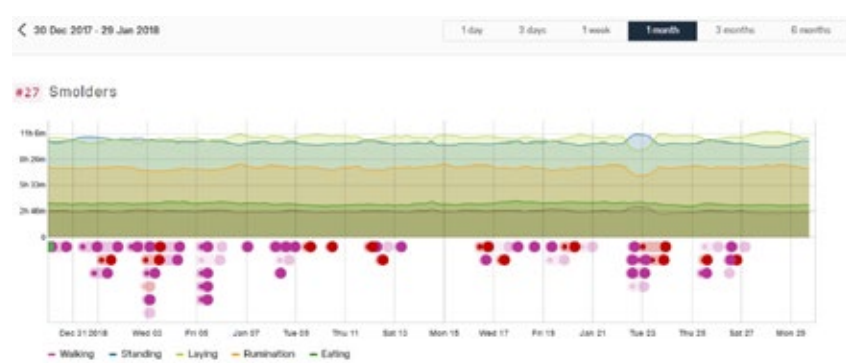 30 Dec 2017 - 29 Jan 2018
1 day 3 days 1 week 1 month 3 months 6 months
#27 Smolders
11h 6m
8h 20m
5h 33m
2h 46m
0
Dec 31 2018 Wed 03 Fri 05 Jan 07 Tue 09 Thu 11 Sat 13 Mon 15 Wed 17 Fri 19 Jan 21 Tue 23 Thu 25 Sat 27 Mon 29
Walking Standing Laying Rumination Eating